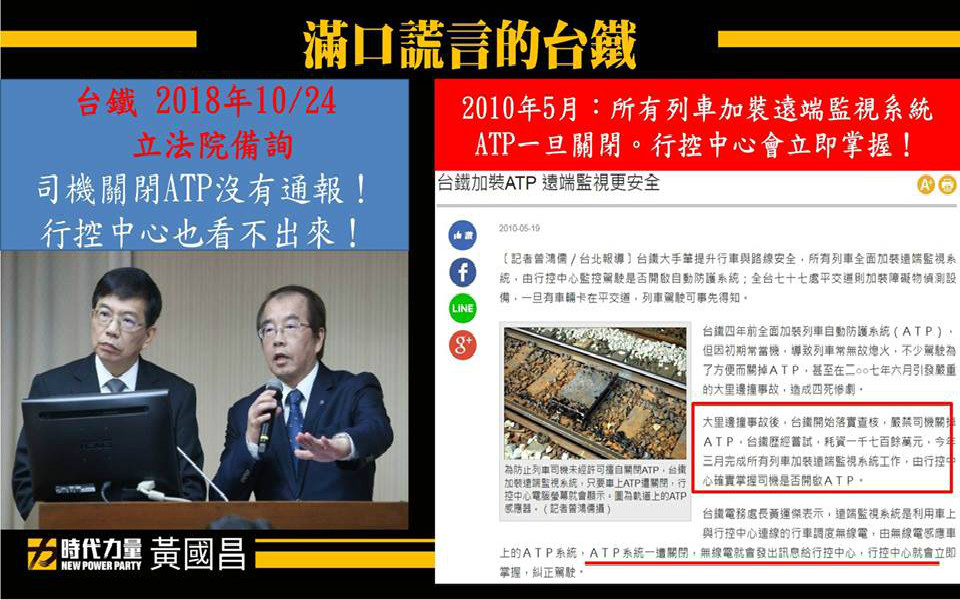 滿口謊言的台鐵
台鐵 2018年10/24
立法院備詢
司機關閉ATP沒有通報！
行控中心也看不出來！
時代力量
NEW POWER PARTY
黃國昌
2010年5月：所有列車加裝遠端監視系統
ATP一旦關閉。行控中心會立即掌握！
台鐵加裝ATP 遠端監視更安全
A+
讚
LINE
g+
2010-05-19
〔記者曾鴻儒／台北報導〕台鐵大手筆提升行車與路線安全，所有列車全面加裝遠端監視系
統，由行控中心監控駕駛是否開啟自動防護系統；全台七十七處平交道則加裝障礙物偵測設
備，一旦有車輛卡在平交道，列車駕駛可事先得知。
為防止列車司機未經許可擅自關閉ATP，台鐵
加裝遠端監視系統，只要車上ATP遭關閉，行
控中心電腦螢幕就會顯示。圖為軌道上的ATP
感應器。（記者曾鴻儒攝）
台鐵四年前全面加裝列車自動防護系統（ＡＴＰ），
但因初期常當機，導致列車常無故熄火，不少駕駛為
了方便而關掉ＡＴＰ，甚至在二○○七年六月引發嚴重
的大里邊撞事故，造成四死慘劇。
大里邊撞事故後，台鐵開始落實查核，嚴禁司機關掉
ＡＴＰ，台鐵歷經嘗試，耗資一千七百餘萬元，今年
三月完成所有列車加裝遠端監視系統工作，由行控中
心確實掌握司機是否開啟ＡＴＰ。
台鐵電務處長黃運傑表示，遠端監視系統是利用車上
與行控中心連線的行車調度無線電，由無線電感應車
上的ＡＴＰ系統，ＡＴＰ系統一遭關閉，無線電就會發出訊息給行控中心，行控中心就會立即
掌握，糾正駕駛。